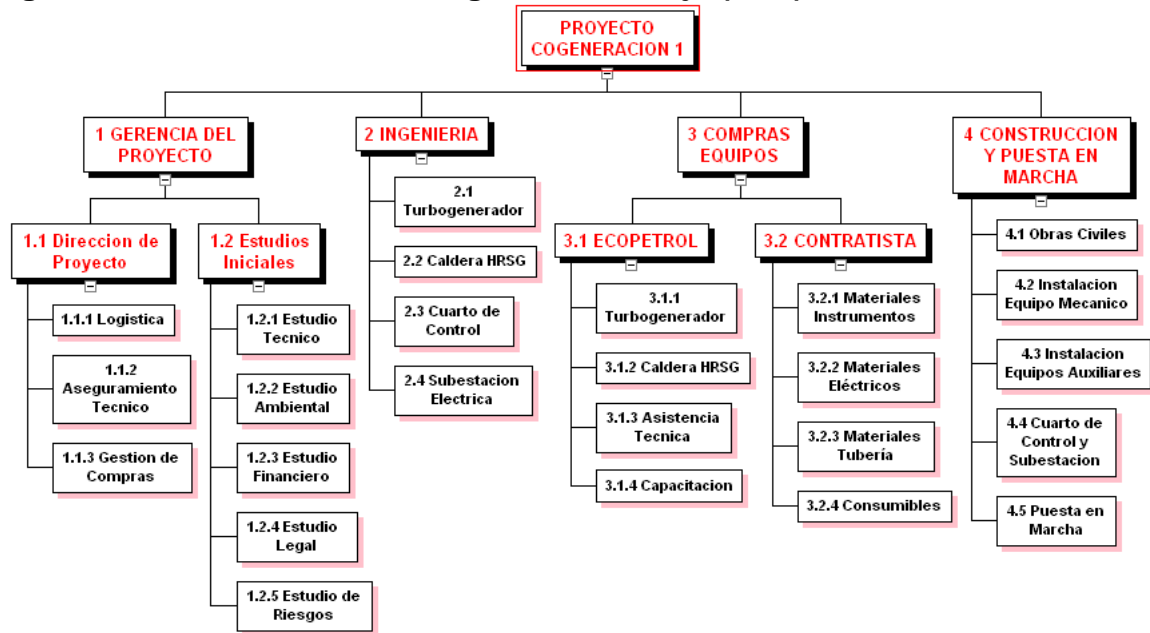 PROYECTO
COGENERACION 1
1 GERENCIA DEL
PROYECTO
2 INGENIERIA
3 COMPRAS
EQUIPOS
4 CONSTRUCCION
Y PUESTA EN
MARCHA
1.1 Direccion de
Proyecto
1.1.1 Logistica
1.1.2
Aseguramiento
Tecnico
1.1.3 Gestion de
Compras
1.2 Estudios
Iniciales
1.2.1 Estudio
Tecnico
1.2.2 Estudio
Ambiental
1.2.3 Estudio
Financiero
1.2.4 Estudio
Legal
1.2.5 Estudio de
Riesgos
2.1
Turbogenerador
2.2 Caldera HRSG
2.3 Cuarto de
Control
2.4 Subestacion
Electrica
3.1 ECOPETROL
3.1.1
Turbogenerador
3.1.2 Caldera HRSG
3.1.3 Asistencia
Tecnica
3.1.4 Capacitacion
3.2 CONTRATISTA
3.2.1 Materiales
Instrumentos
3.2.2 Materiales
Eléctricos
3.2.3 Materiales
Tubería
3.2.4 Consumibles
4.1 Obras Civiles
4.2 Instalacion
Equipo Mecanico
4.3 Instalacion
Equipos Auxiliares
4.4 Cuarto de
Control y
Subestacion
4.5 Puesta en
Marcha